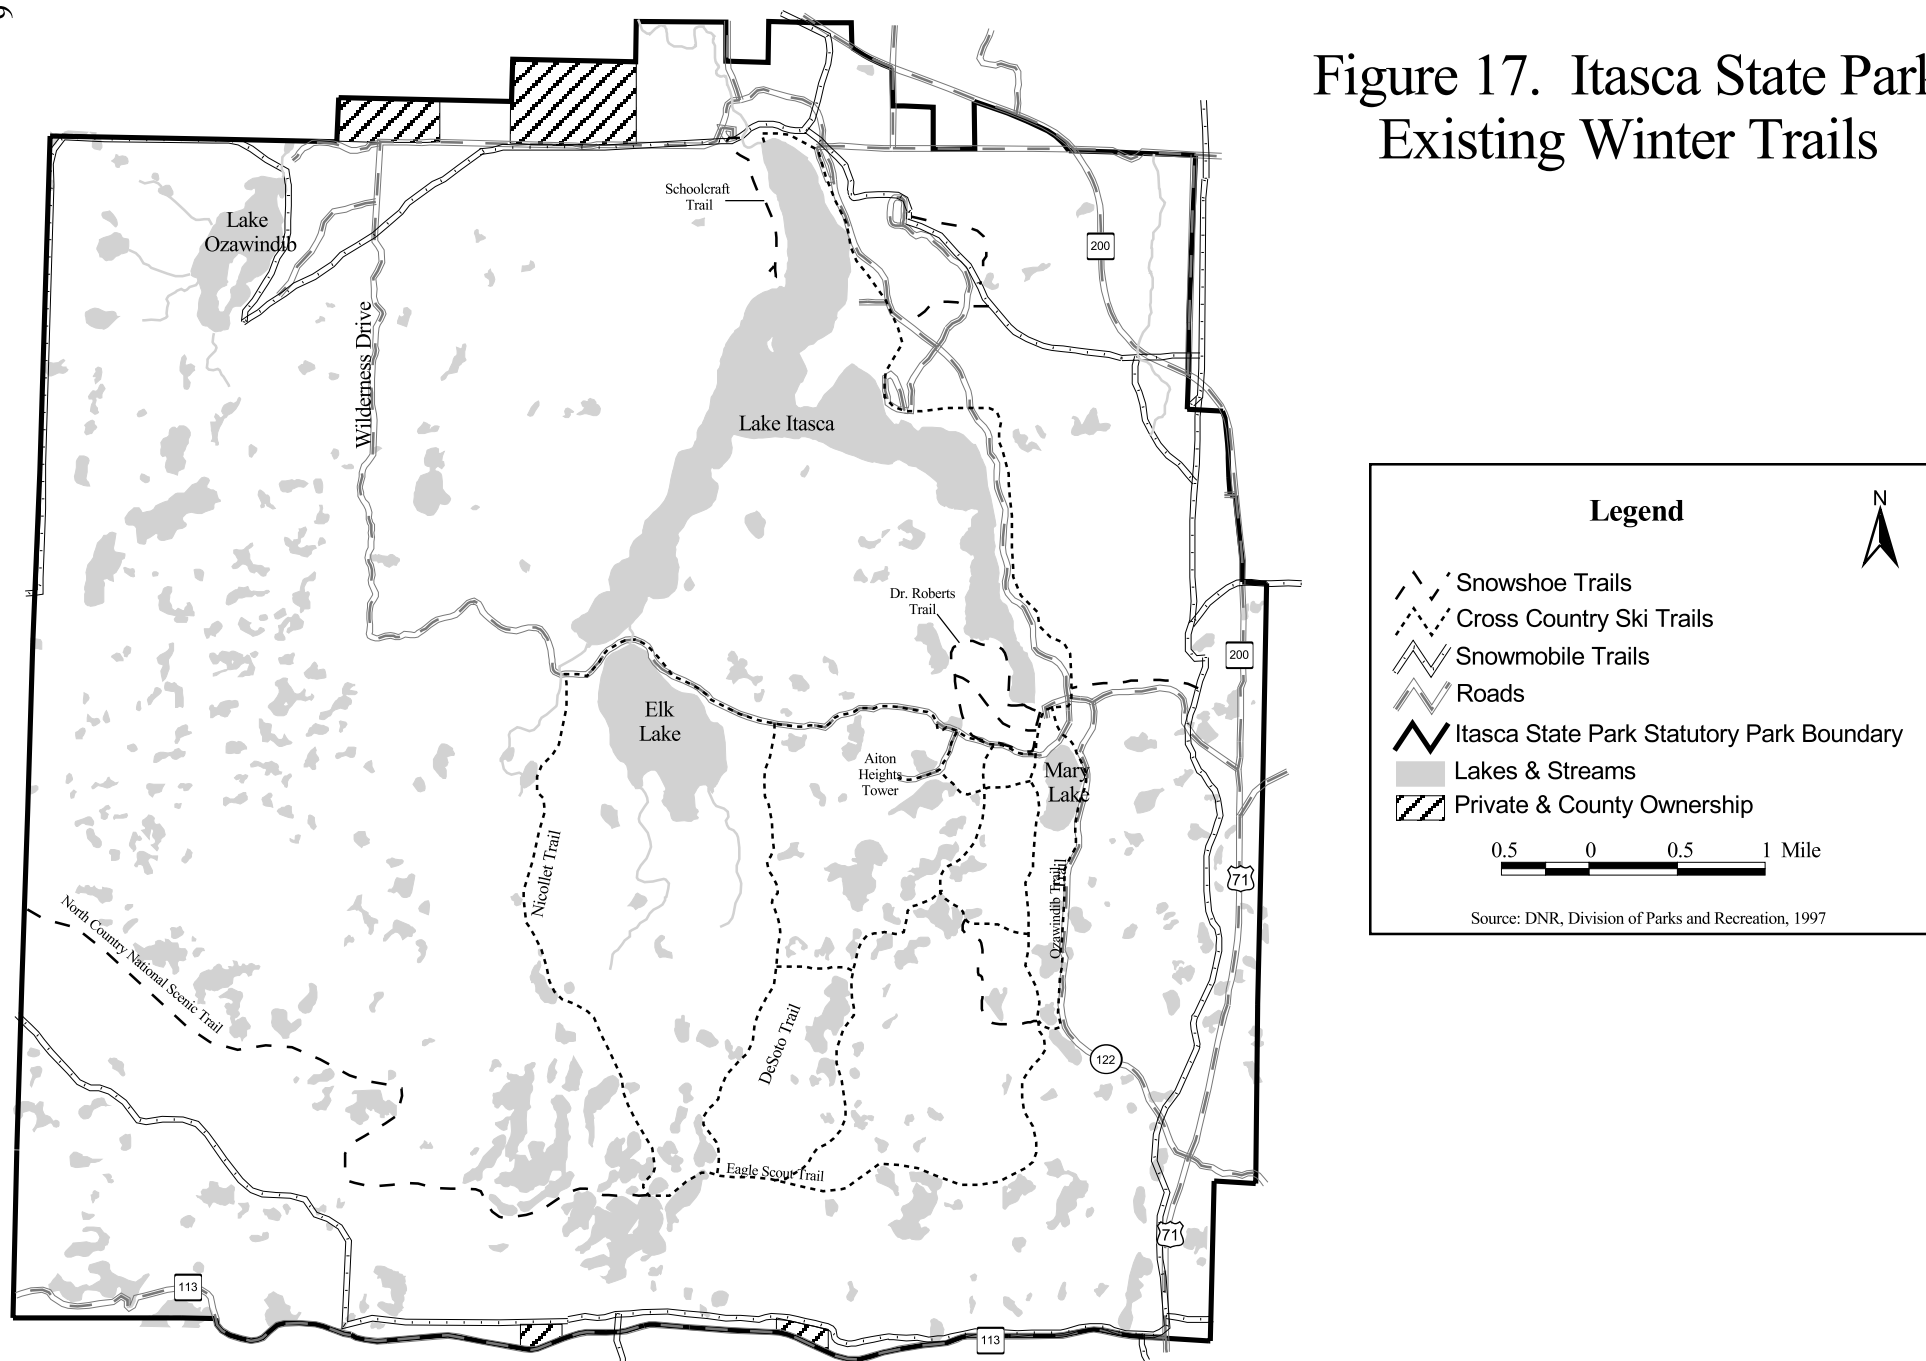 Figure 17. Itasca State Park
Existing Winter Trails
Schoolcraft
Trail
Lake
Ozawindib
200
Wilderness Drive
Lake Itasca
Dr. Roberts
Trail
200
Elk
Lake
Aiton
Heights
Tower
Mary
Lake
Nicollet Trail
Ozawindib Trail
71
North Country National Scenic Trail
DeSoto Trail
122
Eagle Scout Trail
71
113
113
Legend
N
Snowshoe Trails
Cross Country Ski Trails
Snowmobile Trails
Roads
Itasca State Park Statutory Park Boundary
Lakes & Streams
Private & County Ownership
0.5 0 0.5 1 Mile
Source: DNR, Division of Parks and Recreation, 1997